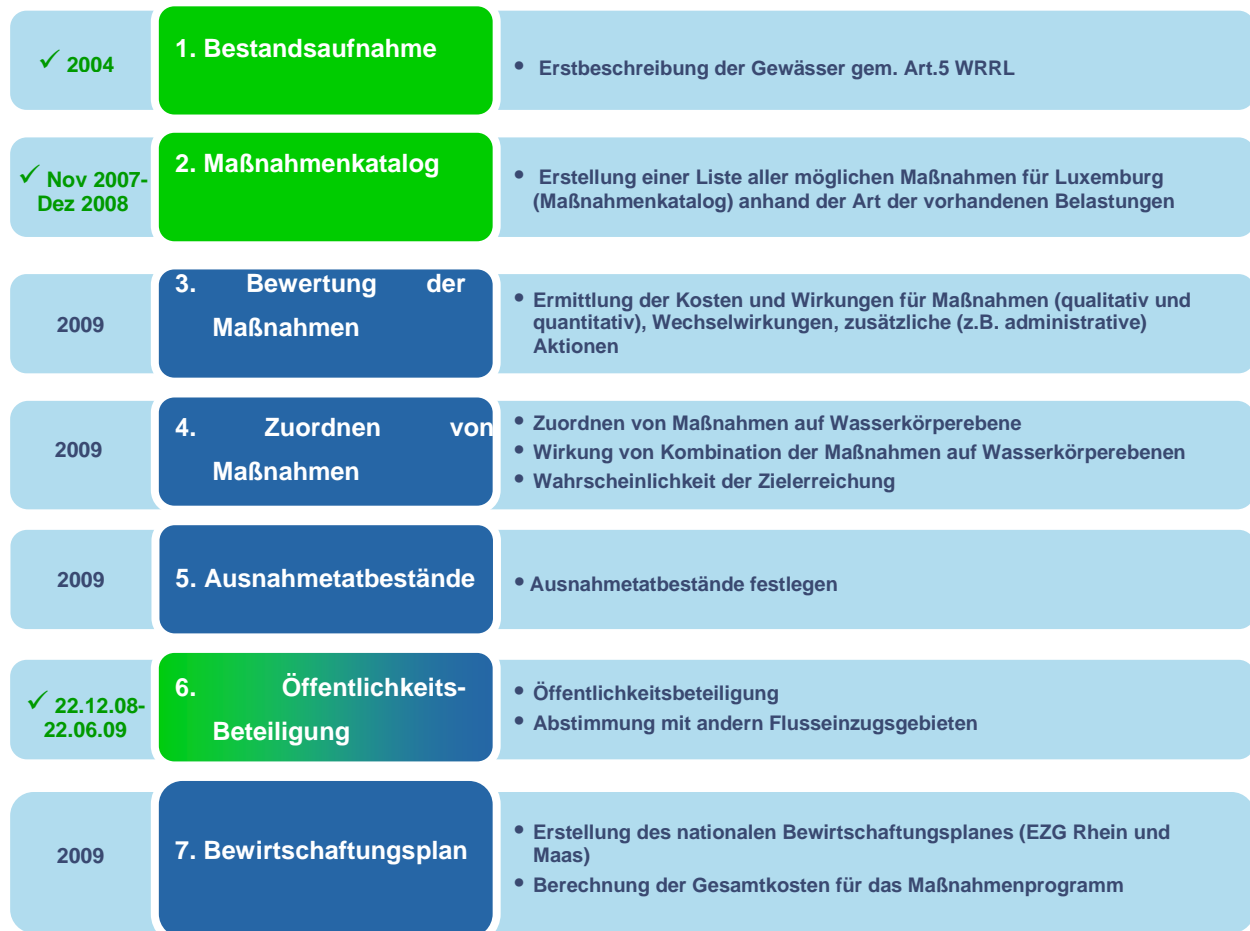 ✓ 2004
1. Bestandsaufnahme
• Erstbeschreibung der Gewässer gem. Art.5 WRRL
✓ Nov 2007-
Dez 2008
2. Maßnahmenkatalog
• Erstellung einer Liste aller möglichen Maßnahmen für Luxemburg
(Maßnahmenkatalog) anhand der Art der vorhandenen Belastungen
2009
3. Bewertung der
Maßnahmen
• Ermittlung der Kosten und Wirkungen für Maßnahmen (qualitativ und
quantitativ), Wechselwirkungen, zusätzliche (z.B. administrative)
Aktionen
2009
4. Zuordnen von
Maßnahmen
• Zuordnen von Maßnahmen auf Wasserkörperebene
• Wirkung von Kombination der Maßnahmen auf Wasserkörperebenen
• Wahrscheinlichkeit der Zielerreichung
2009
5. Ausnahmetatbestände
• Ausnahmetatbestände festlegen
✓ 22.12.08-
22.06.09
6. Öffentlichkeits-
Beteiligung
• Öffentlichkeitsbeteiligung
• Abstimmung mit andern Flusseinzugsgebieten
2009
7. Bewirtschaftungsplan
• Erstellung des nationalen Bewirtschaftungsplanes (EZG Rhein und
Maas)
• Berechnung der Gesamtkosten für das Maßnahmenprogramm